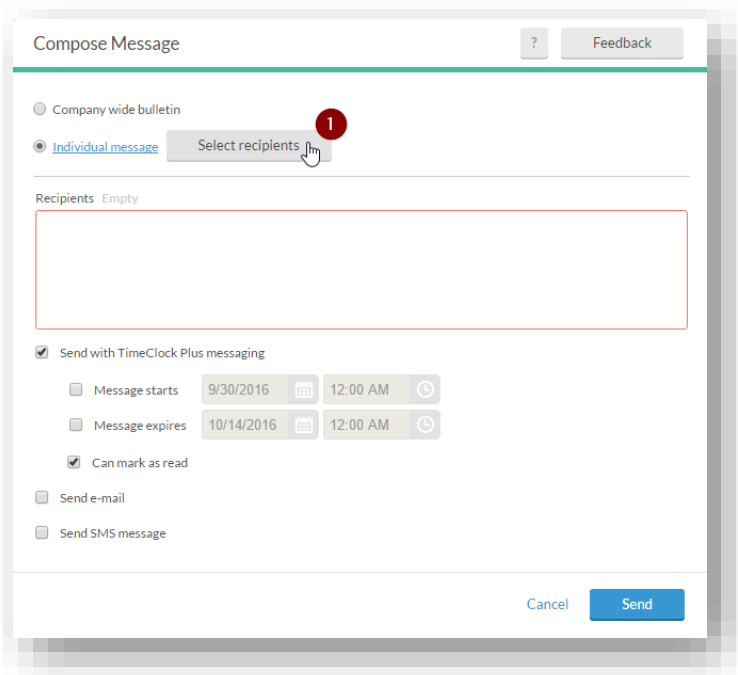 Compose Message ? Feedback
Company wide bulletin
1
Individual message Select recipients
Recipients Empty
Send with TimeClock Plus messaging
Message starts 9/30/2016 12:00 AM
Message expires 10/14/2016 12:00 AM
Can mark as read
Send e-mail
Send SMS message
Cancel Send